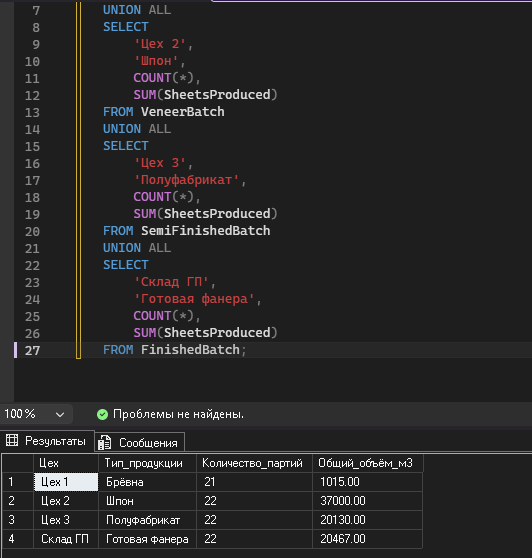 7 UNION ALL
8 SELECT
9 'Цех 2',
10 'Шпон',
11 COUNT(*),
12 SUM(SheetsProduced)
13 FROM VeneerBatch
14 UNION ALL
15 SELECT
16 'Цех 3',
17 'Полуфабрикат',
18 COUNT(*),
19 SUM(SheetsProduced)
20 FROM SemiFinishedBatch
21 UNION ALL
22 SELECT
23 'Склад ГП',
24 'Готовая фанера',
25 COUNT(*),
26 SUM(SheetsProduced)
27 FROM FinishedBatch;
100 % Проблемы не найдены.
Результаты Сообщения
Цех Тип_продукции Количество_партий Общий_объём_м3
1 Цех 1 Брёвна 21 1015.00
2 Цех 2 Шпон 22 37000.00
3 Цех 3 Полуфабрикат 22 20130.00
4 Склад ГП Готовая фанера 22 20467.00